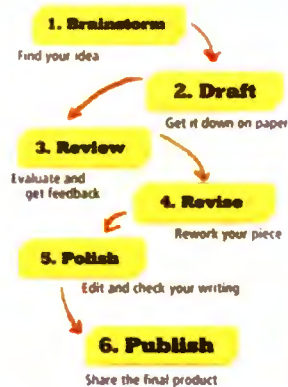 1. Brainstorm
Find your idea
2. Draft
Get it down on paper
3. Review
Evaluate and
get feedback
4. Revise
Rework your piece
5. Polish
Edit and check your writing
6. Publish
Share the final product